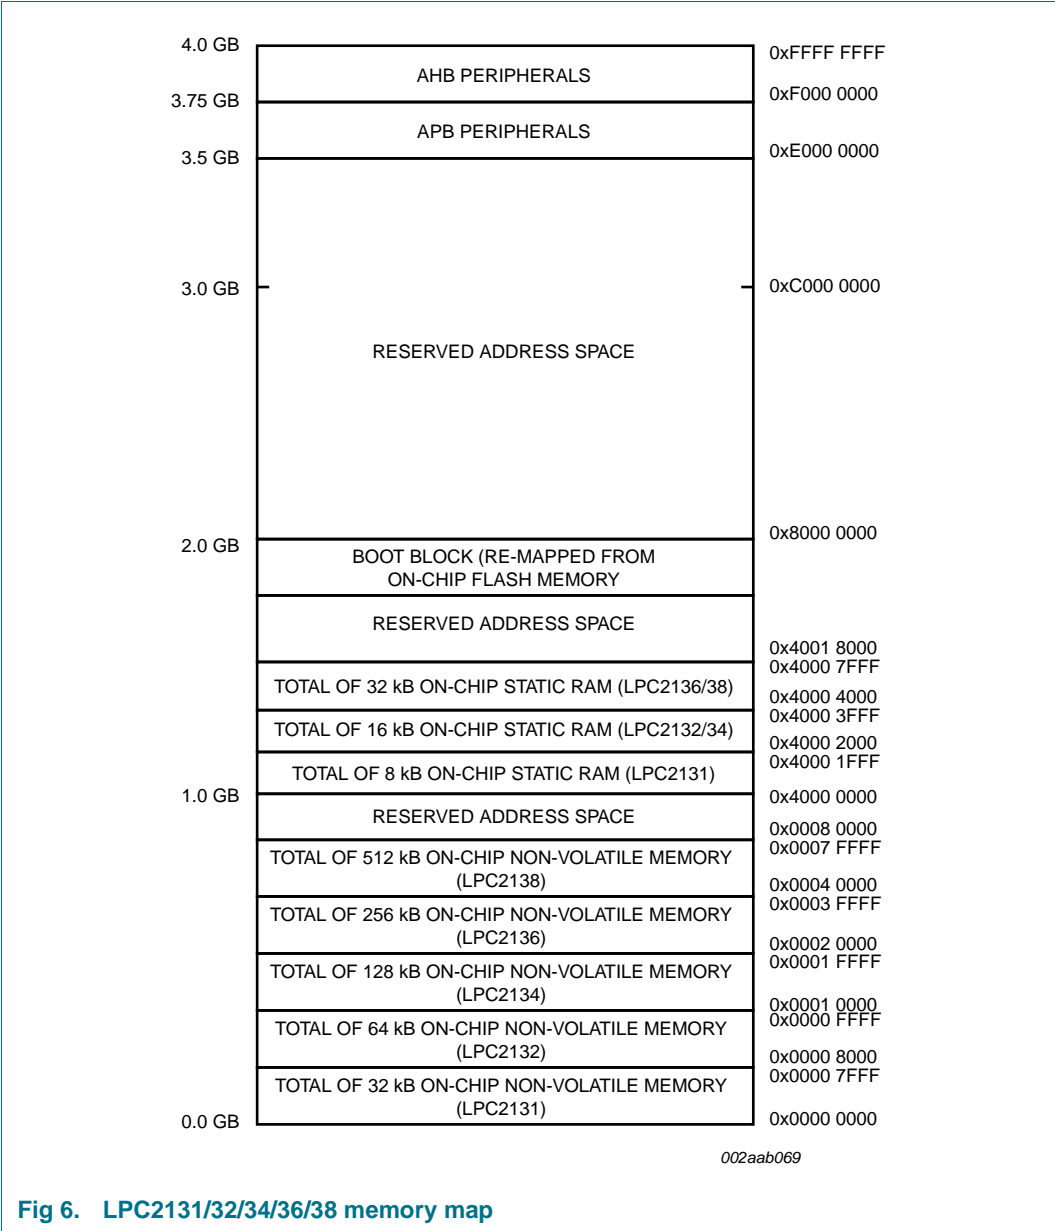 4.0 GB
0xFFFF FFFF
AHB PERIPHERALS
3.75 GB
0xF000 0000
APB PERIPHERALS
3.5 GB
0xE000 0000
3.0 GB
0xC000 0000
RESERVED ADDRESS SPACE
2.0 GB
0x8000 0000
BOOT BLOCK (RE-MAPPED FROM
ON-CHIP FLASH MEMORY
RESERVED ADDRESS SPACE
0x4001 8000
0x4000 7FFF
TOTAL OF 32 kB ON-CHIP STATIC RAM (LPC2136/38)
0x4000 4000
0x4000 3FFF
TOTAL OF 16 kB ON-CHIP STATIC RAM (LPC2132/34)
0x4000 2000
0x4000 1FFF
TOTAL OF 8 kB ON-CHIP STATIC RAM (LPC2131)
1.0 GB
0x4000 0000
RESERVED ADDRESS SPACE
0x0008 0000
0x0007 FFFF
TOTAL OF 512 kB ON-CHIP NON-VOLATILE MEMORY
(LPC2138)
0x0004 0000
0x0003 FFFF
TOTAL OF 256 kB ON-CHIP NON-VOLATILE MEMORY
(LPC2136)
0x0002 0000
0x0001 FFFF
TOTAL OF 128 kB ON-CHIP NON-VOLATILE MEMORY
(LPC2134)
0x0001 0000
0x0000 FFFF
TOTAL OF 64 kB ON-CHIP NON-VOLATILE MEMORY
(LPC2132)
0x0000 8000
0x0000 7FFF
TOTAL OF 32 kB ON-CHIP NON-VOLATILE MEMORY
(LPC2131)
0.0 GB
0x0000 0000
002aab069
Fig 6. LPC2131/32/34/36/38 memory map